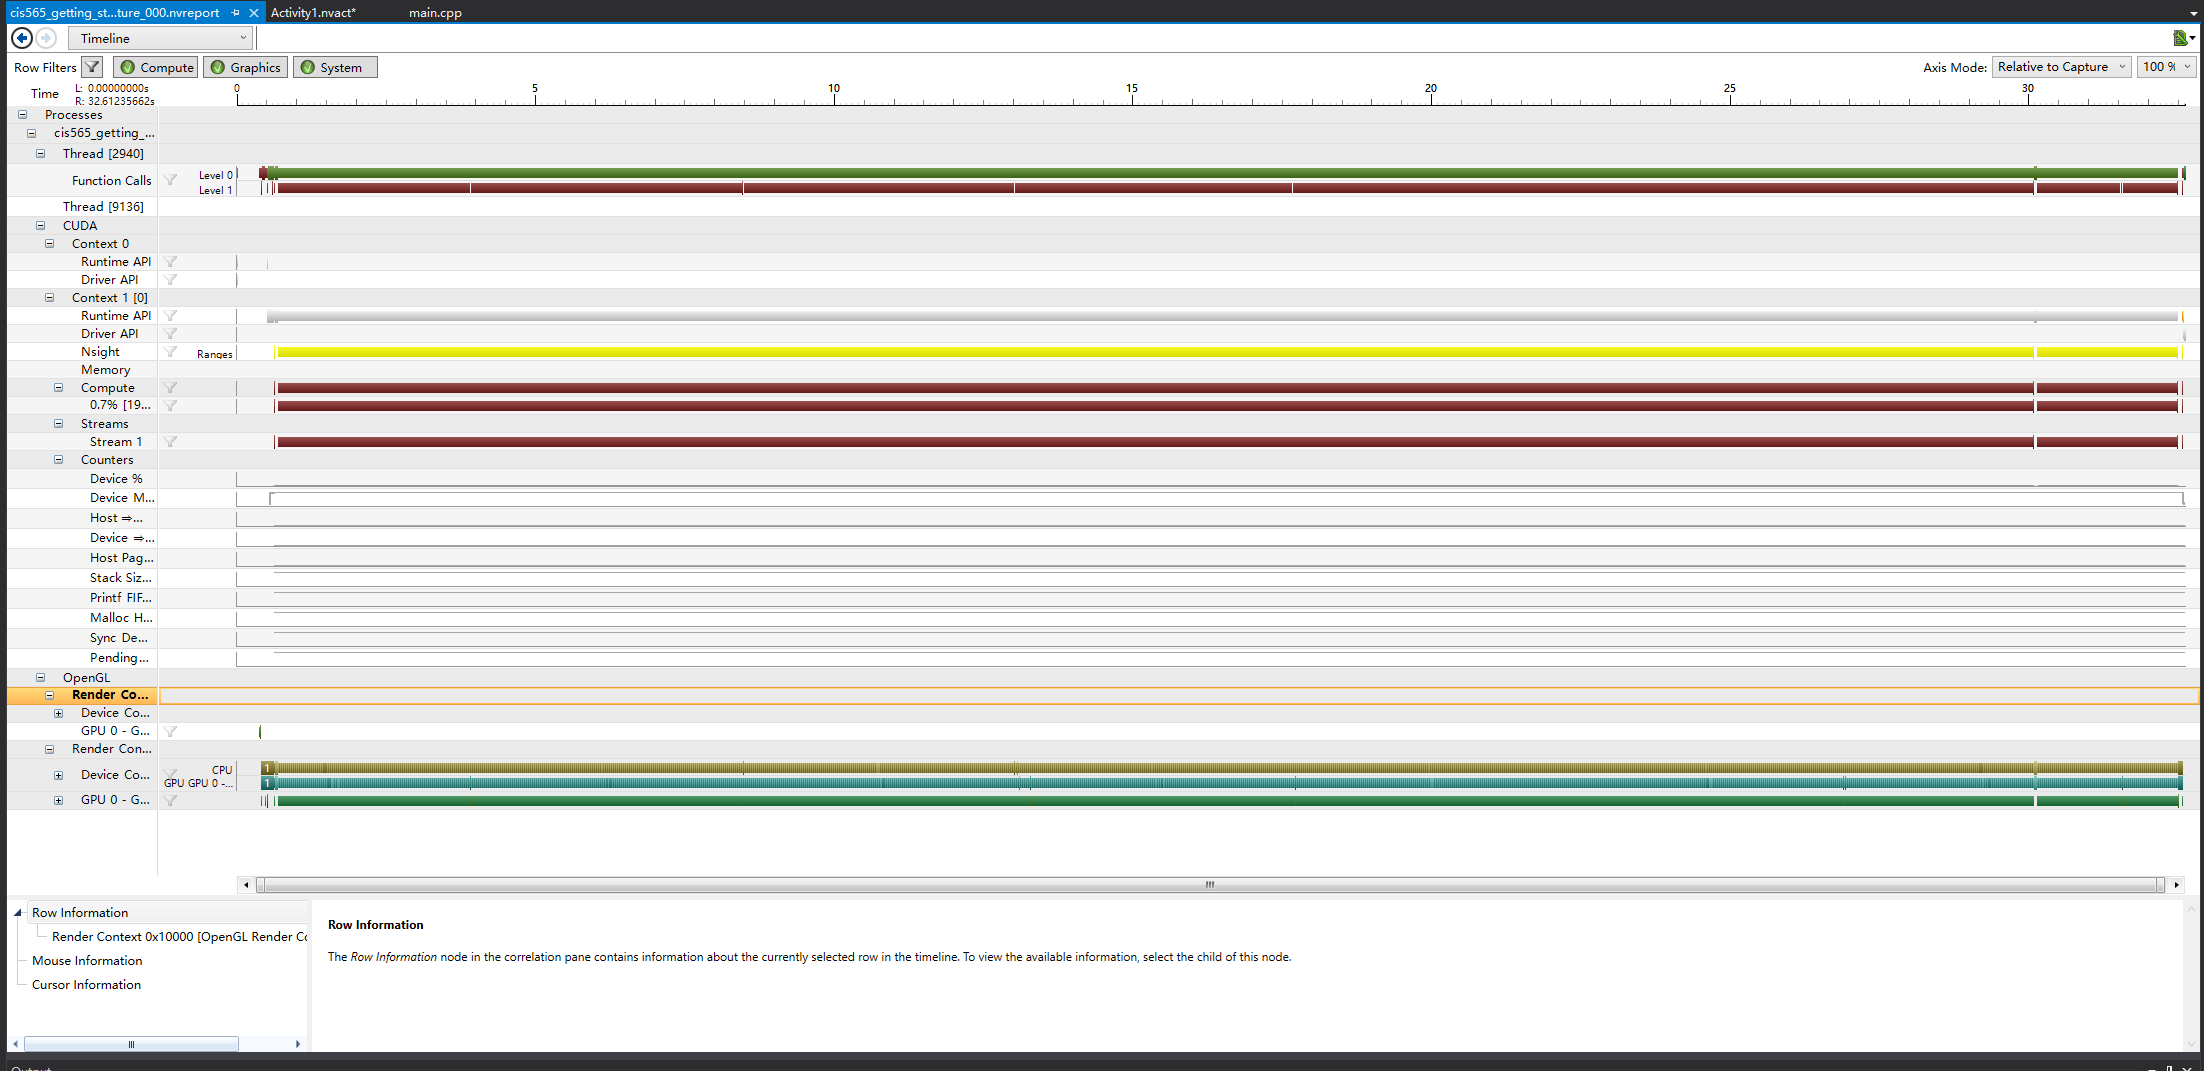 cis565_getting_st...ture_000.nvreport Activity1.nvact* main.cpp
Timeline
Row Filters Compute Graphics System Axis Mode: Relative to Capture 100 %
Time L: 0.00000000s 0 5 10 15 20 25 30
R: 32.61235662s
Processes
cis565_getting_...
Thread [2940]
Function Calls Level 0
Level 1
Thread [9136]
CUDA
Context 0
Runtime API
Driver API
Context 1 [0]
Runtime API
Driver API
Nsight Ranges
Memory
Compute
0.7% [19...
Streams
Stream 1
Counters
Device %
Device M...
Host ⇒...
Device ⇒...
Host Pag...
Stack Siz...
Printf FIF...
Malloc H...
Sync De...
Pending...
OpenGL
Render Co...
Device Co...
GPU 0 - G...
Render Con...
Device Co... CPU 1
GPU GPU 0 -... 1
GPU 0 - G...
Row Information
Render Context 0x10000 [OpenGL Render Co
Mouse Information
Cursor Information
Row Information
The Row Information node in the correlation pane contains information about the currently selected row in the timeline. To view the available information, select the child of this node.
Output